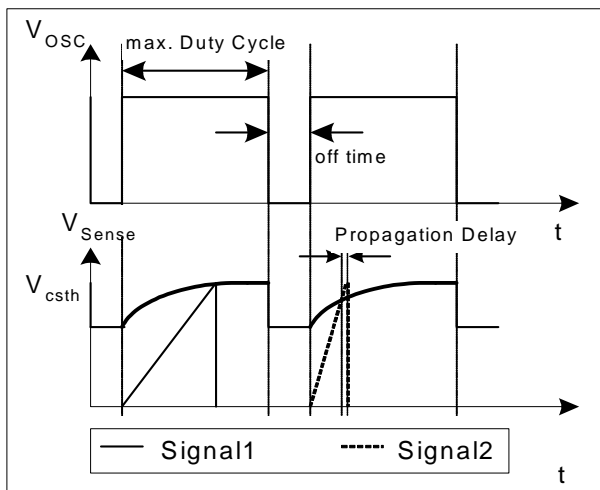 V OSC
max. Duty Cycle
off time
t
V Sense
Propagation Delay
V csth
Signal1
Signal2
t